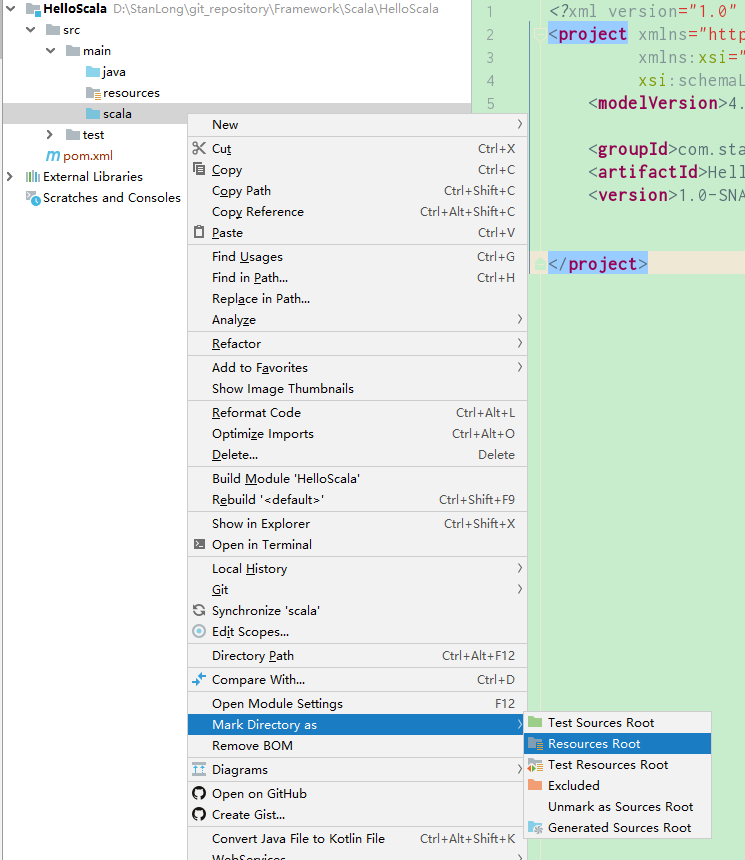 HelloScala D:\StanLong\git_repository\Framework\Scala\HelloScala
src
main
java
resources
scala
test
pom.xml
External Libraries
Scratches and Consoles
1 <?xml version="1.0"
2 <project xmlns="http
3 xmlns:xsi="
4 xsi:schemaL
5 <modelVersion>4.
<groupId>com.sta
<artifactId>Hell
<version>1.0-SNA
</project>
New
Cut Ctrl+X
Copy Ctrl+C
Copy Path Ctrl+Shift+C
Copy Reference Ctrl+Alt+Shift+C
Paste Ctrl+V
Find Usages Ctrl+G
Find in Path... Ctrl+H
Replace in Path...
Analyze
Refactor
Add to Favorites
Show Image Thumbnails
Reformat Code Ctrl+Alt+L
Optimize Imports Ctrl+Alt+O
Delete... Delete
Build Module 'HelloScala'
Rebuild '<default>' Ctrl+Shift+F9
Show in Explorer Ctrl+Shift+X
Open in Terminal
Local History
Git
Synchronize 'scala'
Edit Scopes...
Directory Path Ctrl+Alt+F12
Compare With... Ctrl+D
Open Module Settings F12
Mark Directory as
Remove BOM
Diagrams
Open on GitHub
Create Gist...
Convert Java File to Kotlin File Ctrl+Alt+Shift+K
WebServices
Test Sources Root
Resources Root
Test Resources Root
Excluded
Unmark as Sources Root
Generated Sources Root